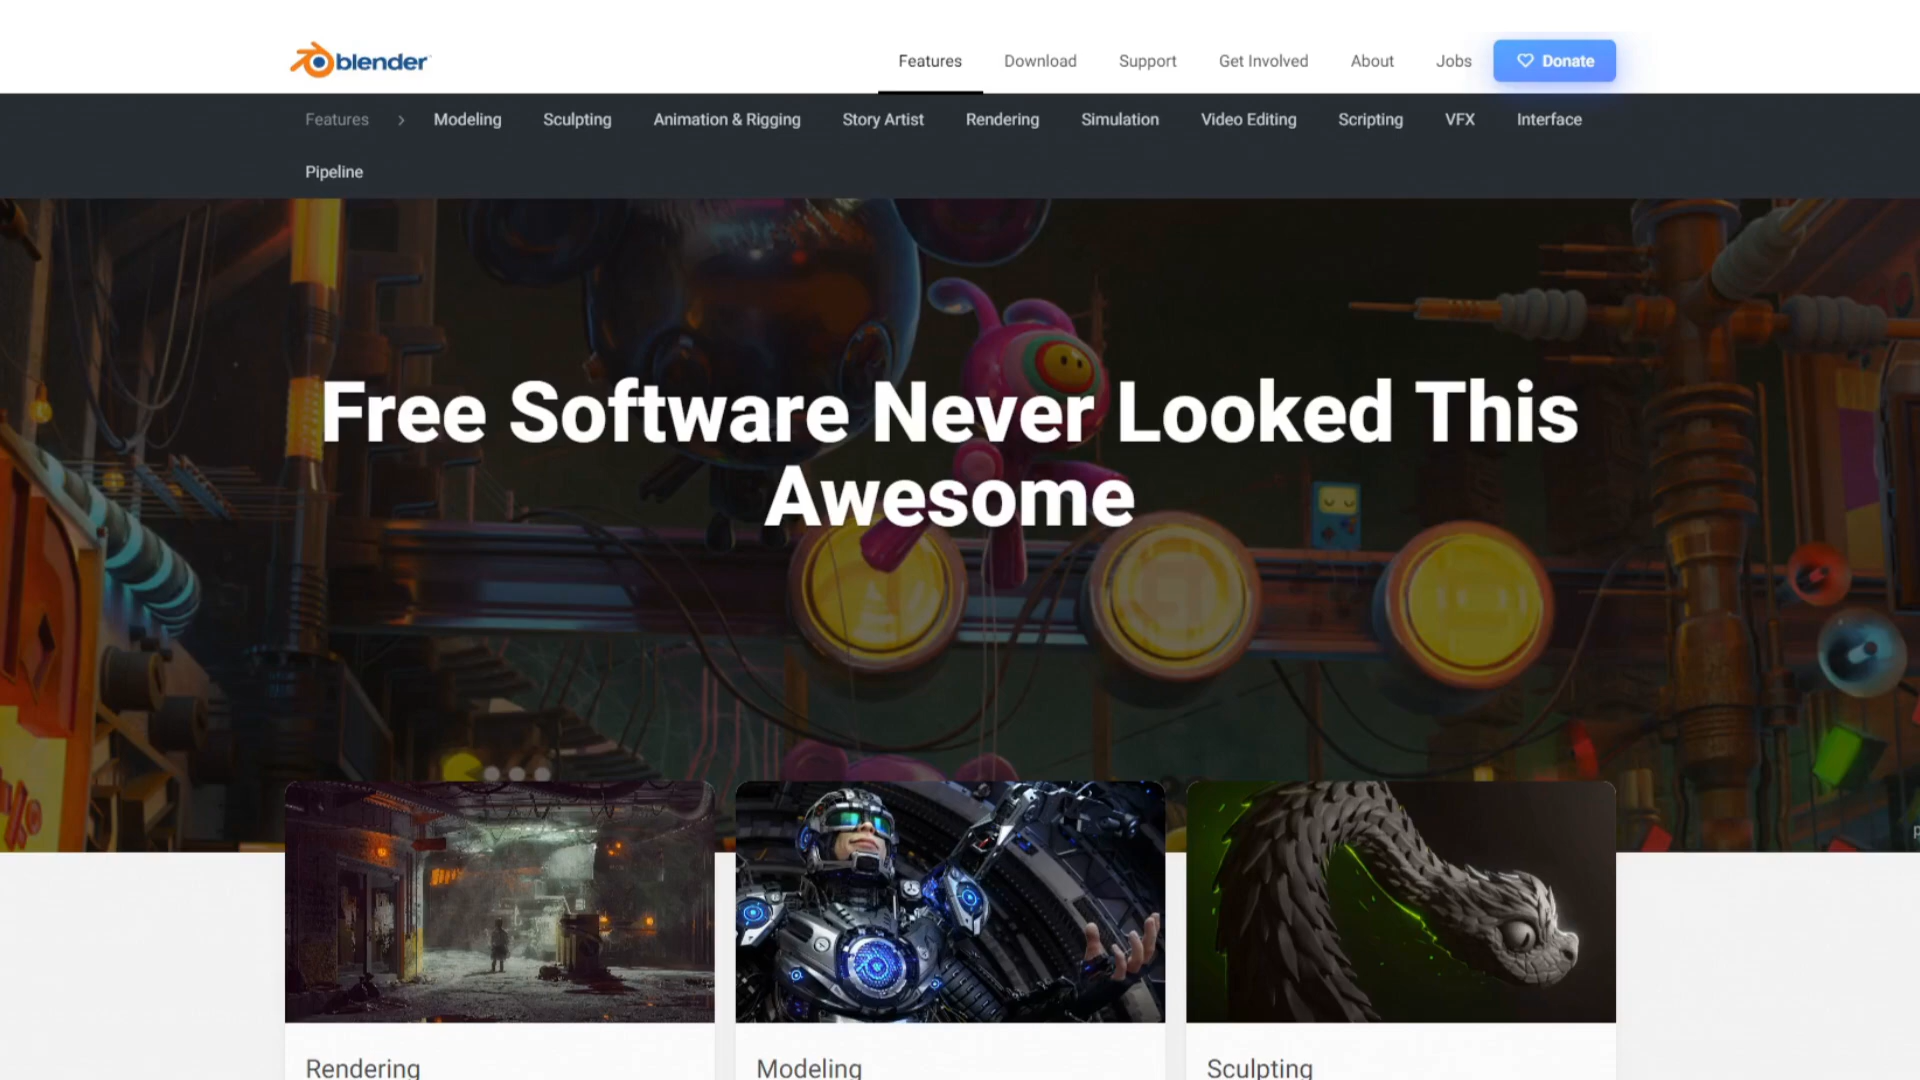 blender
Features Download Support Get Involved About Jobs Donate
Features > Modeling Sculpting Animation & Rigging Story Artist Rendering Simulation Video Editing Scripting VFX Interface
Pipeline
Free Software Never Looked This
Awesome
Rendering Modeling Sculpting